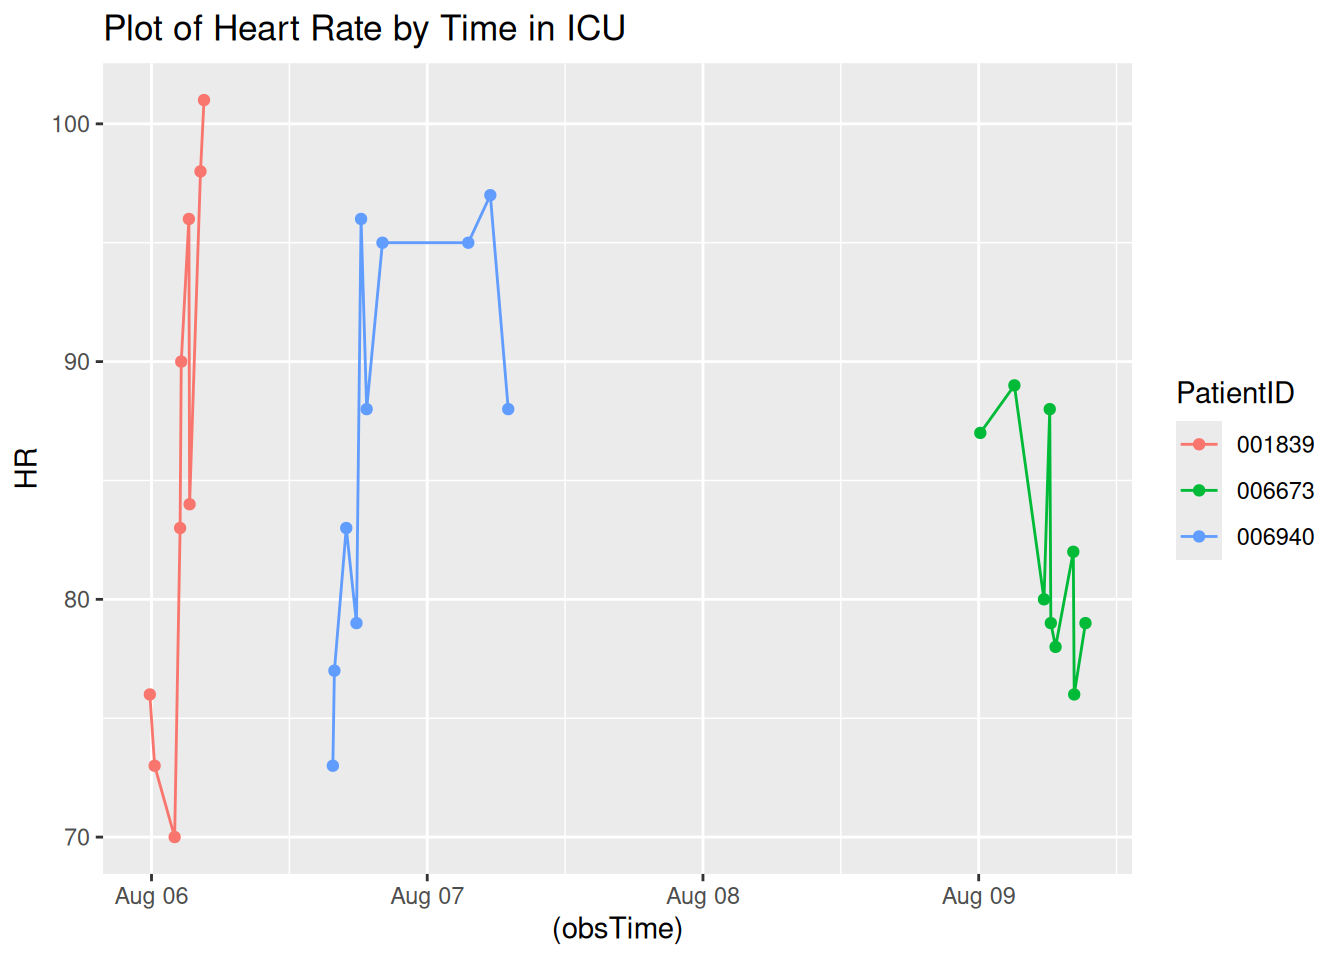 Plot of Heart Rate by Time in ICU
100
90
80
70
HR
Aug 06
Aug 07
Aug 08
Aug 09
(obsTime)
PatientID
001839
006673
006940